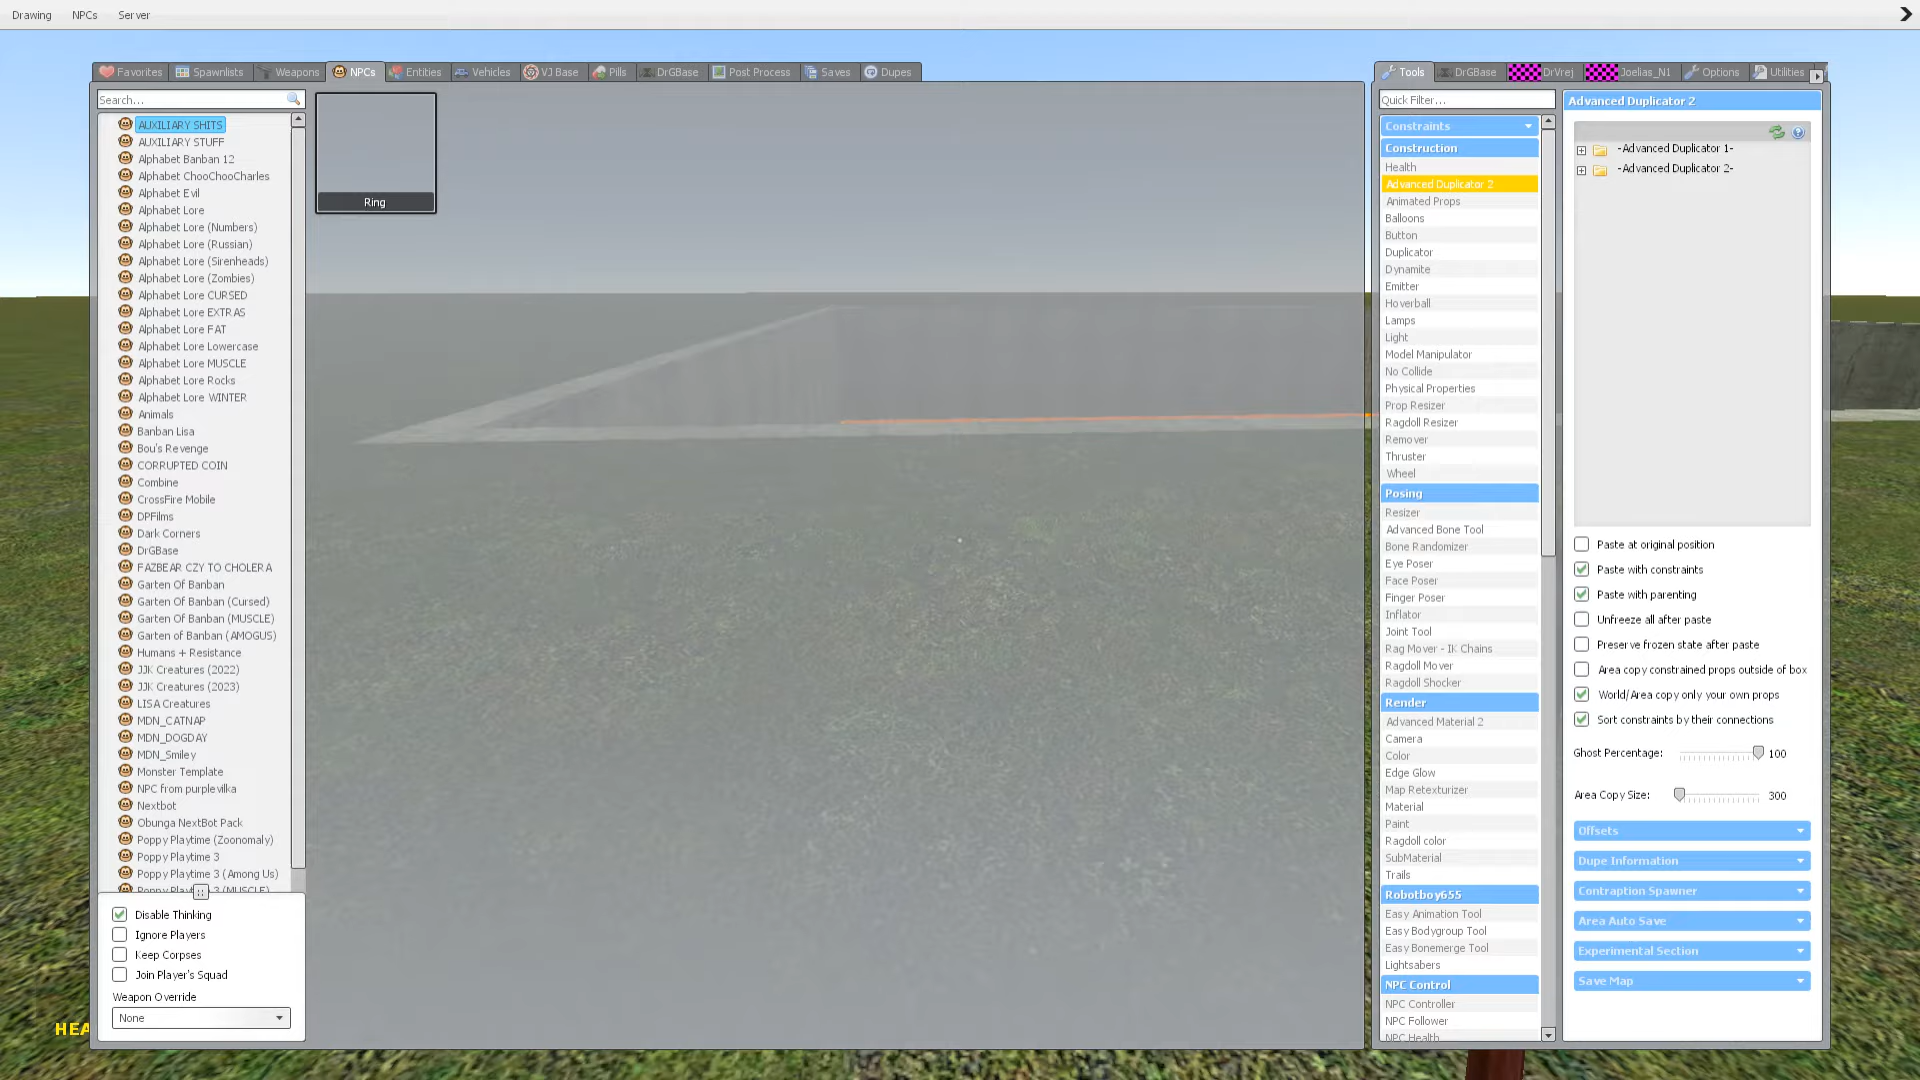 Drawing NPCs Server
Favorites Spawnlists Weapons NPCs Entities Vehicles VJ Base Pills DrGBase Post Process Saves Dupes
Search...
AUXILIARY SHITS
AUXILIARY STUFF
Alphabet Banban 12
Alphabet ChooChooCharles
Alphabet Evil
Alphabet Lore
Alphabet Lore (Numbers)
Alphabet Lore (Russian)
Alphabet Lore (Sirenheads)
Alphabet Lore (Zombies)
Alphabet Lore CURSED
Alphabet Lore EXTRAS
Alphabet Lore FAT
Alphabet Lore Lowercase
Alphabet Lore MUSCLE
Alphabet Lore Rocks
Alphabet Lore WINTER
Animals
Banban Lisa
Bou's Revenge
CORRUPTED COIN
Combine
CrossFire Mobile
DPFilms
Dark Corners
DrGBase
FAZBEAR CZY TO CHOLERA
Garten Of Banban
Garten Of Banban (Cursed)
Garten Of Banban (MUSCLE)
Garten of Banban (AMOGUS)
Humans + Resistance
JJK Creatures (2022)
JJK Creatures (2023)
LISA Creatures
MDN_CATNAP
MDN_DOGDAY
MDN_Smiley
Monster Template
NPC from purplevilka
Nextbot
Obunga NextBot Pack
Poppy Playtime (Zoonomaly)
Poppy Playtime 3
Poppy Playtime 3 (Among Us)
Poppy Playt 3 (MUSCLE)
Disable Thinking
Ignore Players
Keep Corpses
Join Player's Squad
Weapon Override
None
HEA
Ring
Tools DrGBase DrVrej Joelias_N1 Options Utilities
Quick Filter...
Constraints
Construction
Health
Advanced Duplicator 2
Animated Props
Balloons
Button
Duplicator
Dynamite
Emitter
Hoverball
Lamps
Light
Model Manipulator
No Collide
Physical Properties
Prop Resizer
Ragdoll Resizer
Remover
Thruster
Wheel
Posing
Resizer
Advanced Bone Tool
Bone Randomizer
Eye Poser
Face Poser
Finger Poser
Inflator
Joint Tool
Rag Mover - IK Chains
Ragdoll Mover
Ragdoll Shocker
Render
Advanced Material 2
Camera
Color
Edge Glow
Map Retexturizer
Material
Paint
Ragdoll color
SubMaterial
Trails
Robotboy655
Easy Animation Tool
Easy Bodygroup Tool
Easy Bonemerge Tool
Lightsabers
NPC Control
NPC Controller
NPC Follower
NPC Health
Advanced Duplicator 2
-Advanced Duplicator 1-
-Advanced Duplicator 2-
Paste at original position
Paste with constraints
Paste with parenting
Unfreeze all after paste
Preserve frozen state after paste
Area copy constrained props outside of box
World/Area copy only your own props
Sort constraints by their connections
Ghost Percentage: 100
Area Copy Size: 300
Offsets
Dupe Information
Contraption Spawner
Area Auto Save
Experimental Section
Save Map